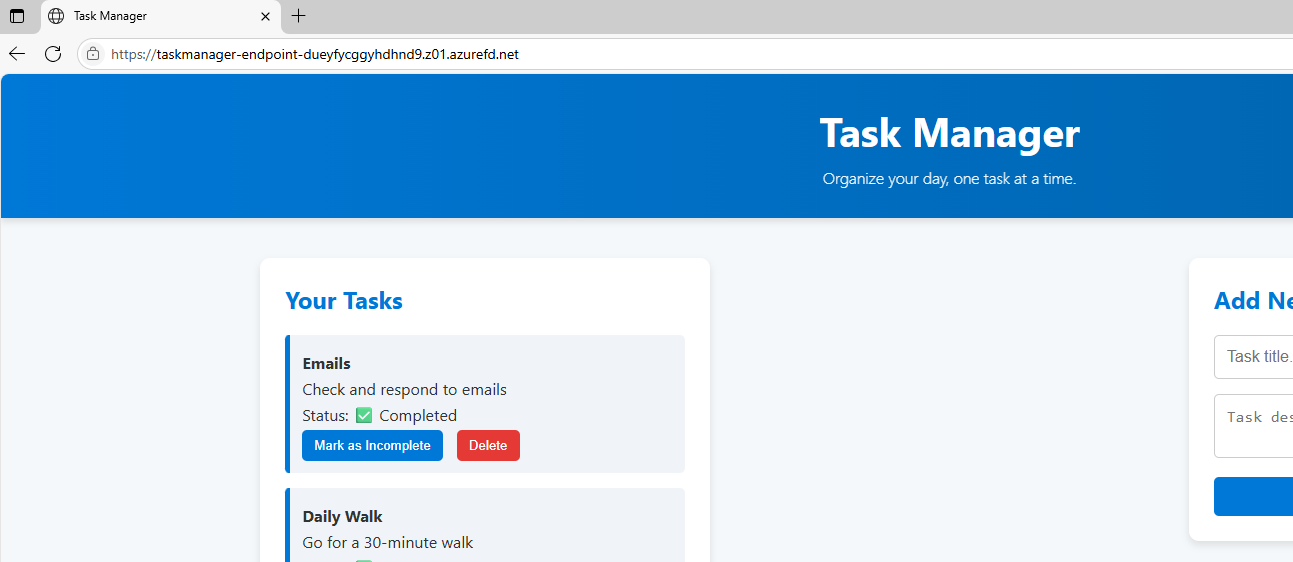 Task Manager
https://taskmanager-endpoint-dueyfycggyhdhnd9.z01.azurefd.net
Task Manager
Organize your day, one task at a time.
Your Tasks
Emails
Check and respond to emails
Status: ✅ Completed
Mark as Incomplete Delete
Daily Walk
Go for a 30-minute walk
Add Ne
Task title.
Task des